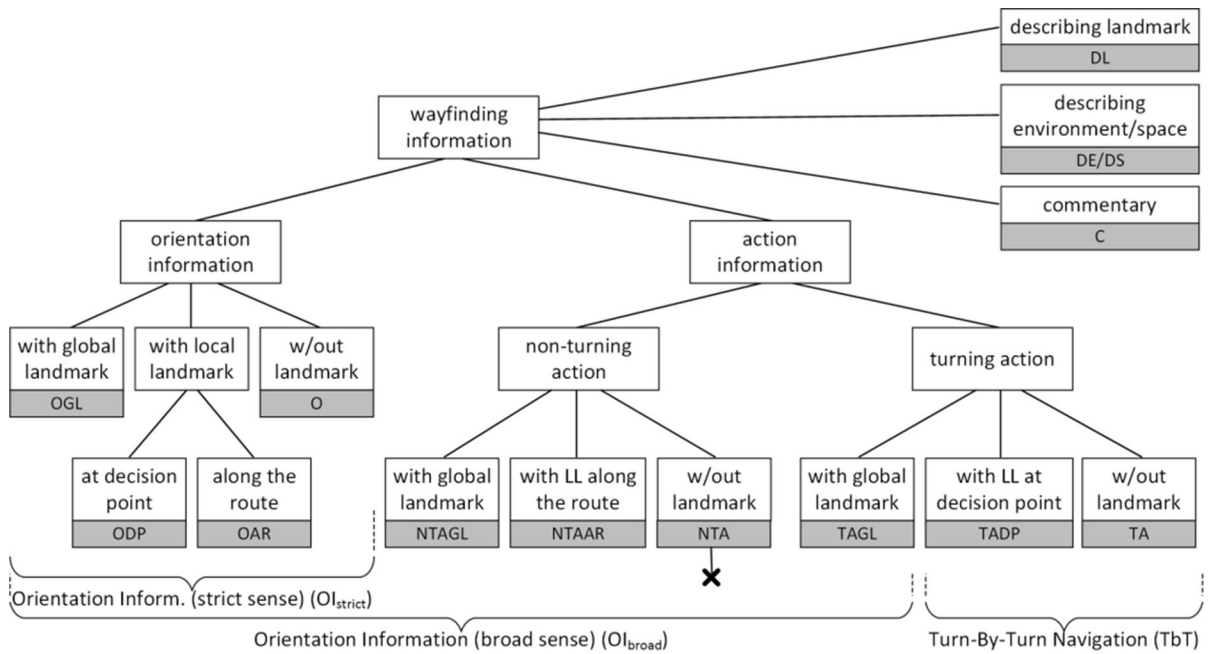 describing landmark
DL
describing
environment/space
DE/DS
commentary
C
wayfinding
information
orientation
information
action
information
with global
landmark
OGL
with local
landmark
w/out
landmark
O
non-turning
action
turning action
at decision
point
ODP
along the
route
OAR
with global
landmark
NTAGL
with LL along
the route
NTAAR
w/out
landmark
NTA
with global
landmark
TAGL
with LL at
decision point
TADP
w/out
landmark
TA
Orientation Inform. (strict sense) (OIstrict)
Orientation Information (broad sense) (OIbroad)
Turn-By-Turn Navigation (TbT)